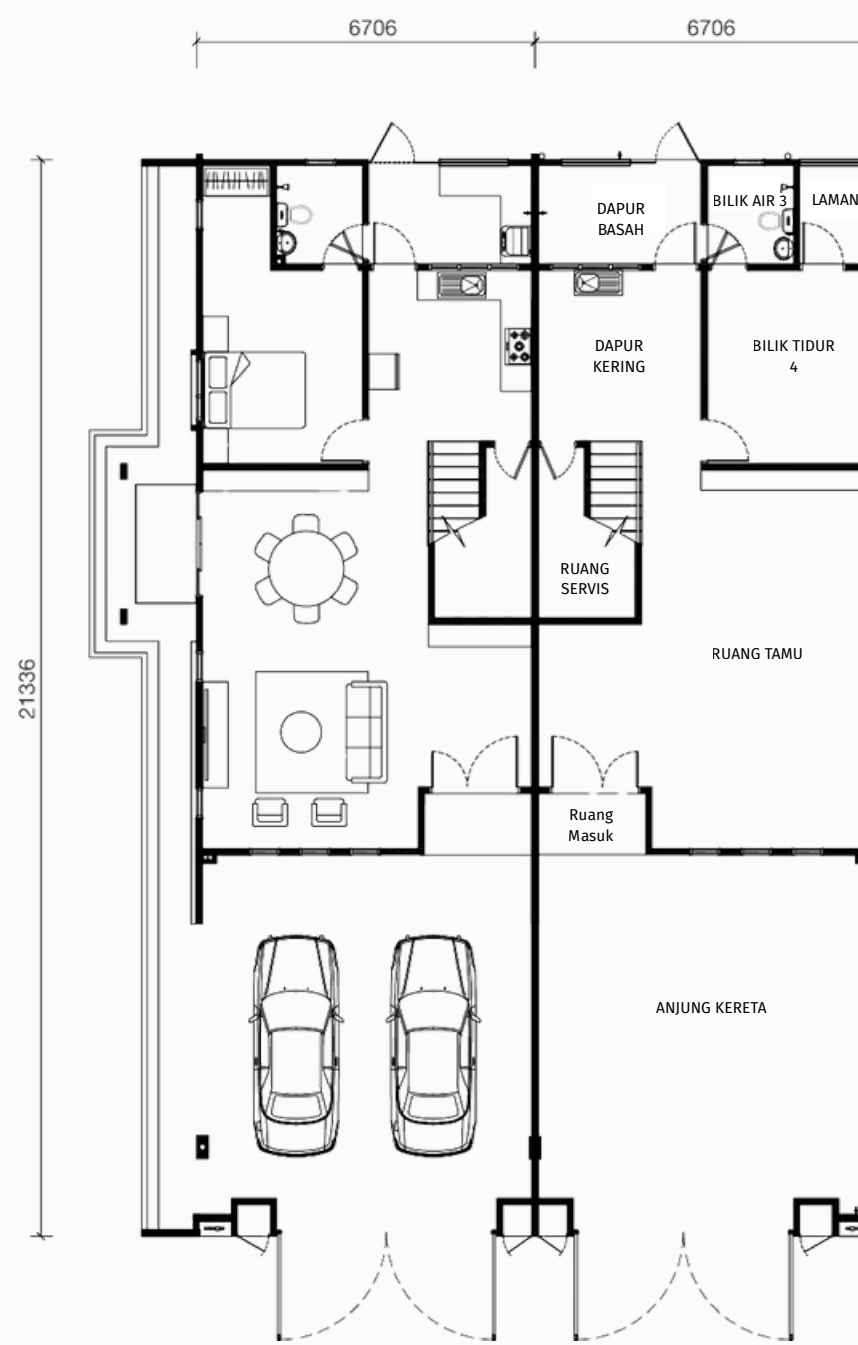 6706
6706
DAPUR
BASAH
BILIK AIR 3
LAMAN
DAPUR
KERING
BILIK TIDUR
4
RUANG
SERVIS
RUANG TAMU
21336
Ruang
Masuk
ANJUNG KERETA